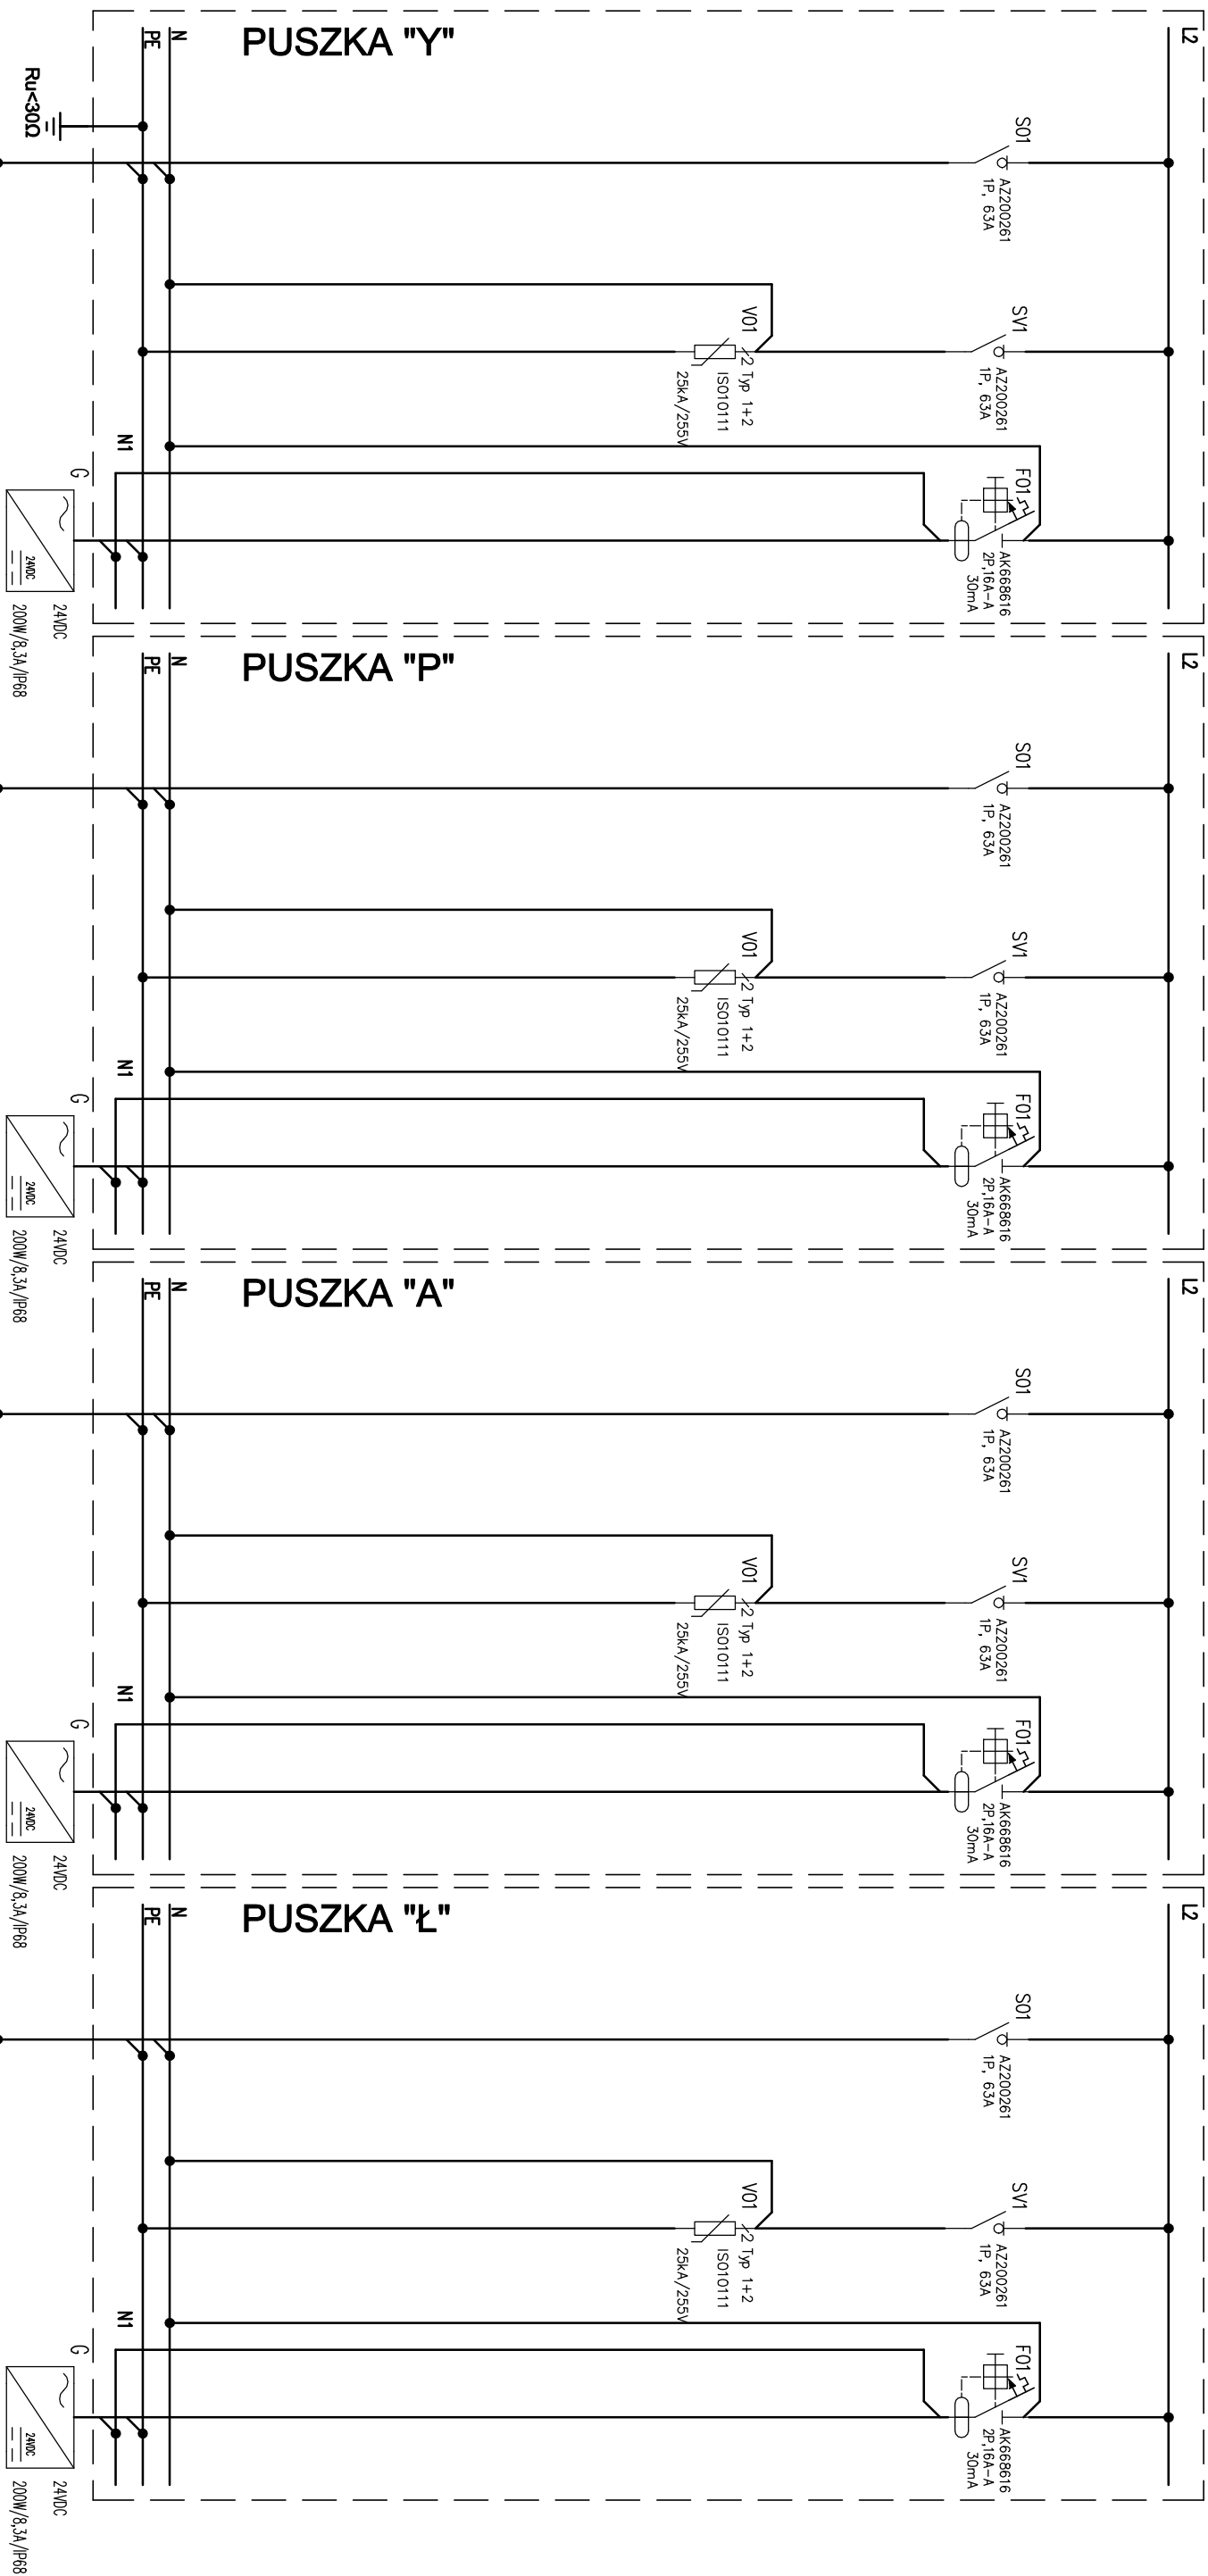 L2
PUSZKA "Y"
N
PE
Ru<30Ω
S01
AZ200261
1P, 63A
SV1
AZ200261
1P, 63A
V01
2
Typ 1+2
ISO10111
25kA/255V
F01
AK668616
2P,16A-A
30mA
N1
G
24VDC
24VDC
200W/8,3A/IP68
L2
PUSZKA "P"
N
PE
S01
AZ200261
1P, 63A
SV1
AZ200261
1P, 63A
V01
2
Typ 1+2
ISO10111
25kA/255V
F01
AK668616
2P,16A-A
30mA
N1
G
24VDC
24VDC
200W/8,3A/IP68
L2
PUSZKA "A"
N
PE
S01
AZ200261
1P, 63A
SV1
AZ200261
1P, 63A
V01
2
Typ 1+2
ISO10111
25kA/255V
F01
AK668616
2P,16A-A
30mA
N1
G
24VDC
24VDC
200W/8,3A/IP68
L2
PUSZKA "Ł"
N
PE
S01
AZ200261
1P, 63A
SV1
AZ200261
1P, 63A
V01
2
Typ 1+2
ISO10111
25kA/255V
F01
AK668616
2P,16A-A
30mA
N1
G
24VDC
24VDC
200W/8,3A/IP68